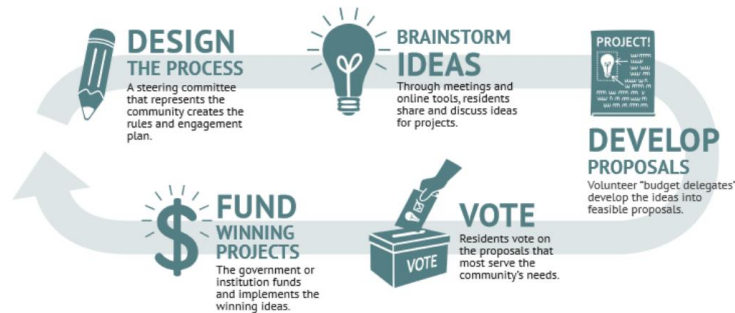 DESIGN
THE PROCESS
A steering committee
that represents the
community creates the
rules and engagement
plan.
BRAINSTORM
IDEAS
Through meetings and
online tools, residents
share and discuss ideas
for projects.
PROJECT!
DEVELOP
PROPOSALS
Volunteer "budget delegates"
develop the ideas into
feasible proposals.
VOTE
Residents vote on
the proposals that
most serve the
community's needs.
VOTE
FUND
WINNING
PROJECTS
The government or
institution funds
and implements the
winning ideas.